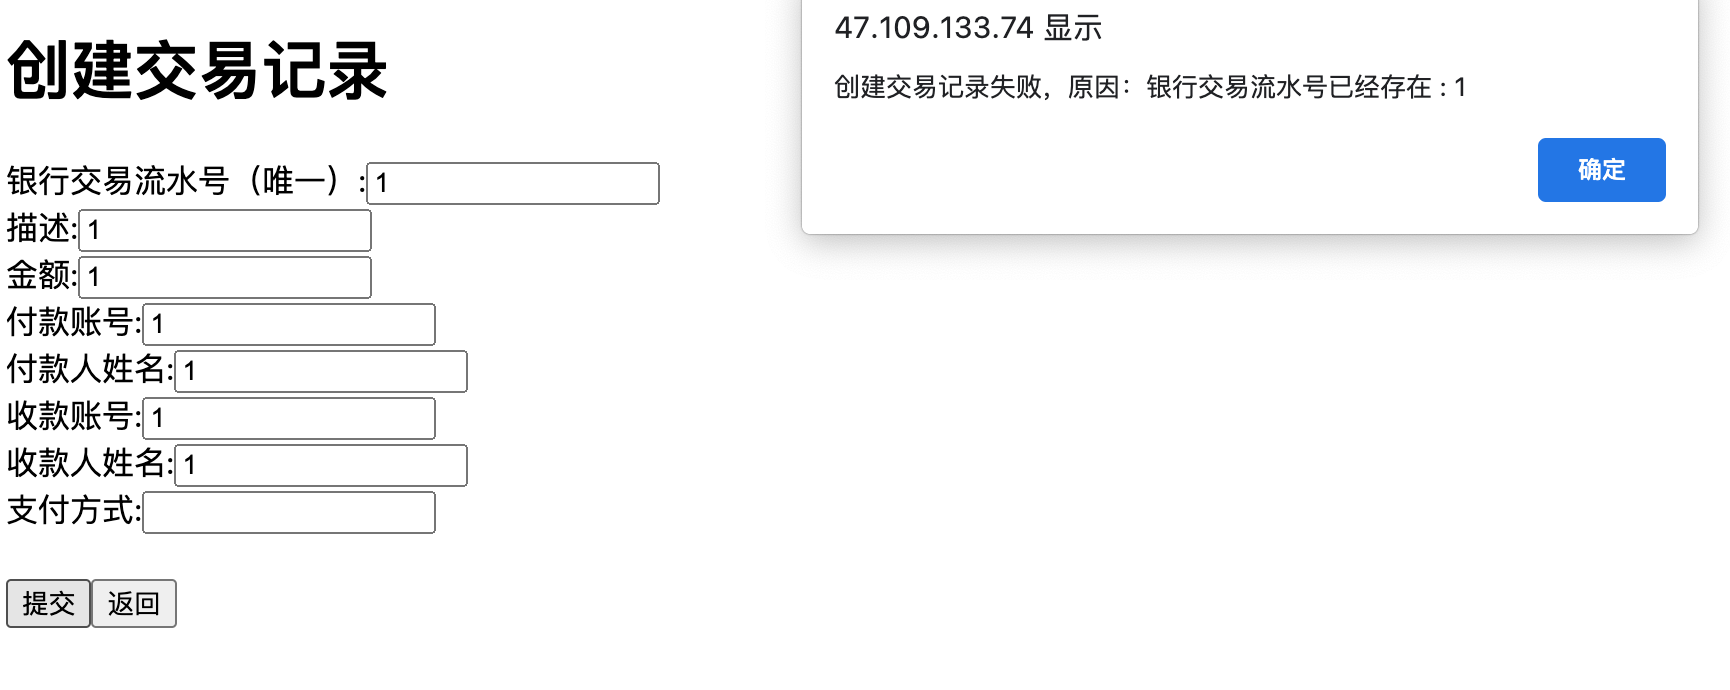 创建交易记录
47.109.133.74 显示
创建交易记录失败，原因：银行交易流水号已经存在 : 1
确定
银行交易流水号（唯一）: 1
描述: 1
金额: 1
付款账号: 1
付款人姓名: 1
收款账号: 1
收款人姓名: 1
支付方式:
提交 返回